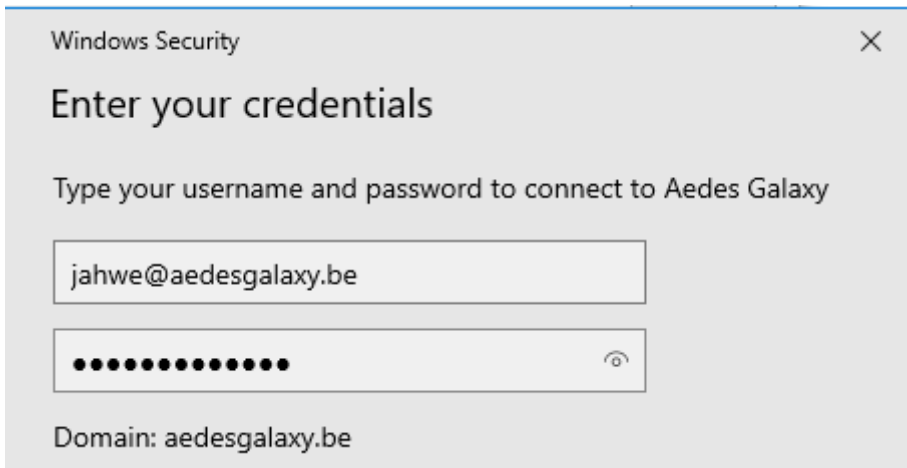 Windows Security
Enter your credentials
Type your username and password to connect to Aedes Galaxy
jahwe@aedesgalaxy.be
●●●●●●●●●●●●●
Domain: aedesgalaxy.be